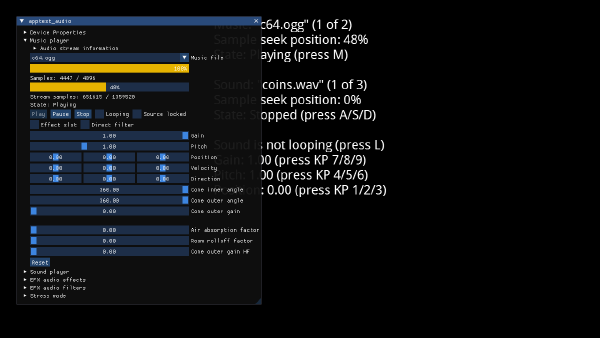 apptest_audio
Device Properties
Music player
Audio stream information
c64.ogg Music file
100%
Samples: 4447 / 4096
48%
Stream samples: 651615 / 1359520
State: Playing
Play Pause Stop Looping Source locked
Effect slot Direct filter
1.00 Gain
1.00 Pitch
0.00 0.00 0.00 Position
0.00 0.00 0.00 Velocity
0.00 0.00 0.00 Direction
360.00 Cone inner angle
360.00 Cone outer angle
0.00 Cone outer gain
0.00 Air absorption factor
0.00 Room rolloff factor
0.00 Cone outer gain HF
Reset
Sound player
EFX audio effects
EFX audio filters
Stress mode
"c64.ogg" (1 of 2)
Sample seek position: 48%
State: Playing (press M)
Sound: "coins.wav" (1 of 3)
Sample seek position: 0%
State: Stopped (press A/S/D)
Sound is not looping (press L)
Gain: 1.00 (press KP 7/8/9)
Pitch: 1.00 (press KP 4/5/6)
0.00 (press KP 1/2/3)